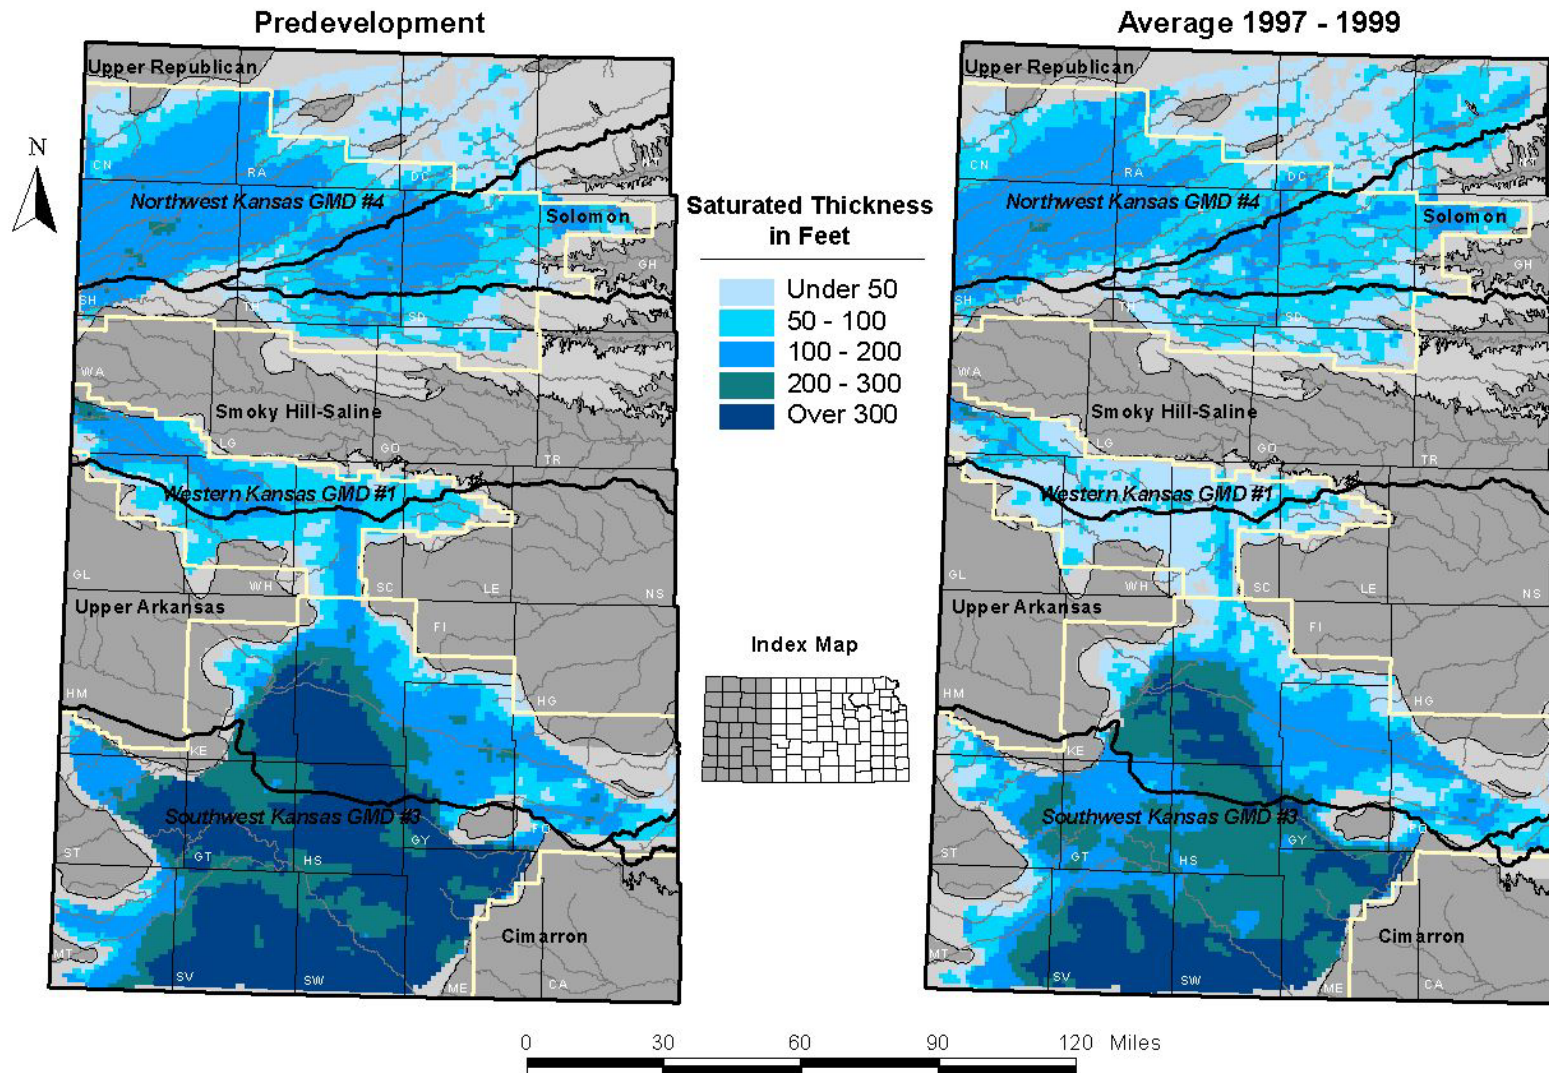 Predevelopment
Average 1997 - 1999
Upper Republican
CN
RA
DC
NT
Northwest Kansas GMD #4
Solomon
GH
SH
TH
SD
WA
Smoky Hill-Saline
LG
GO
TR
Western Kansas GMD #1
GL
WH
SC
LE
NS
Upper Arkansas
FI
HM
HG
KE
Southwest Kansas GMD #3
FO
GY
ST
GT
HS
Cimarron
MT
SV
SW
ME
CA
N
Saturated Thickness
in Feet
Under 50
50 - 100
100 - 200
200 - 300
Over 300
Index Map
Upper Republican
CN
RA
DC
Northwest Kansas GMD #4
Solomon
GH
SH
TH
SD
WA
Smoky Hill-Saline
LG
GO
TR
Western Kansas GMD #1
GL
WH
SC
LE
NS
Upper Arkansas
FI
HM
HG
KE
Southwest Kansas GMD #3
FO
GY
ST
GT
HS
Cimarron
MT
SV
SW
ME
CA
0 30 60 90 120 Miles